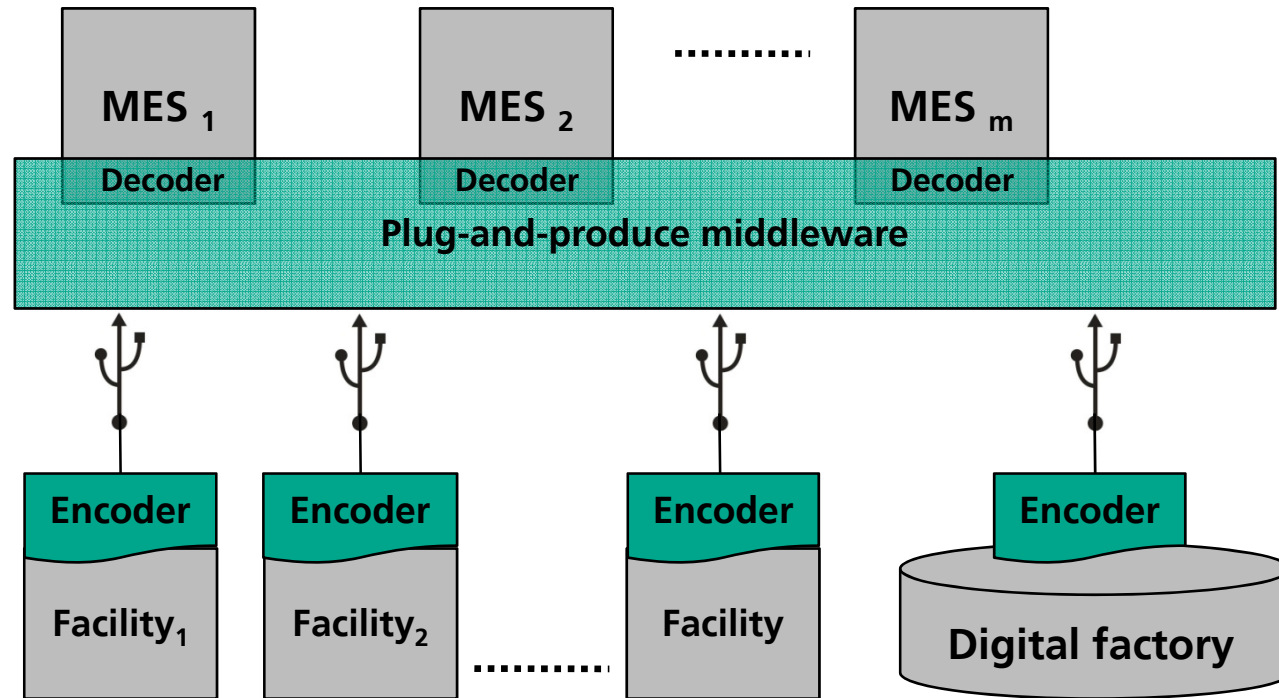 MES 1
MES 2
MES m
Decoder
Decoder
Decoder
Plug-and-produce middleware
Encoder
Encoder
Encoder
Encoder
Facility1
Facility2
Facility
Digital factory